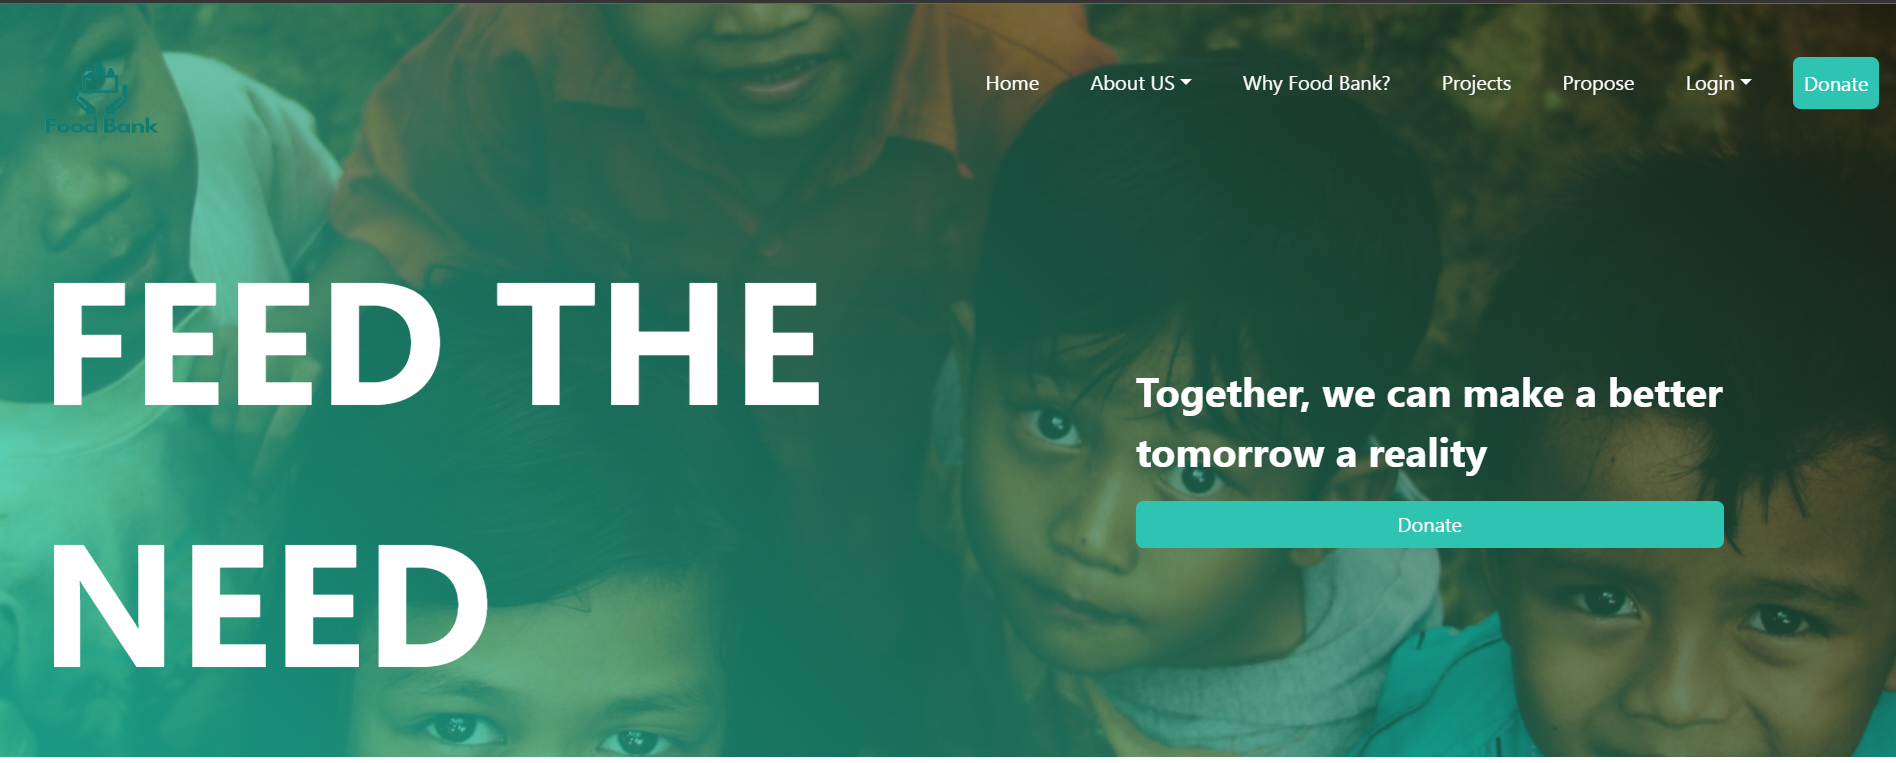 Food Bank
Home About US Why Food Bank? Projects Propose Login Donate
FEED THE
NEED
Together, we can make a better
tomorrow a reality
Donate